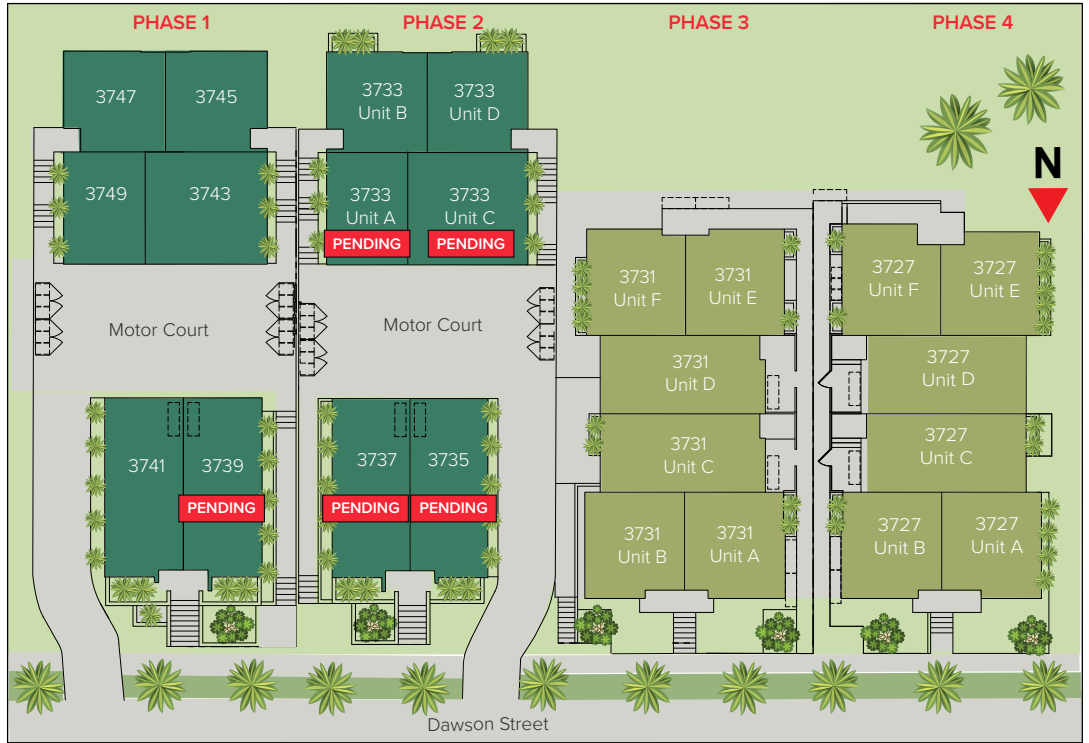 PHASE 1
PHASE 2
PHASE 3
PHASE 4
3747
3745
3749
3743
Motor Court
3741
3739
PENDING
3733
Unit B
3733
Unit D
3733
Unit A
PENDING
3733
Unit C
PENDING
Motor Court
3737
PENDING
3735
PENDING
3731
Unit F
3731
Unit E
3731
Unit D
3731
Unit C
3731
Unit B
3731
Unit A
N
3727
Unit F
3727
Unit E
3727
Unit D
3727
Unit C
3727
Unit B
3727
Unit A
Dawson Street